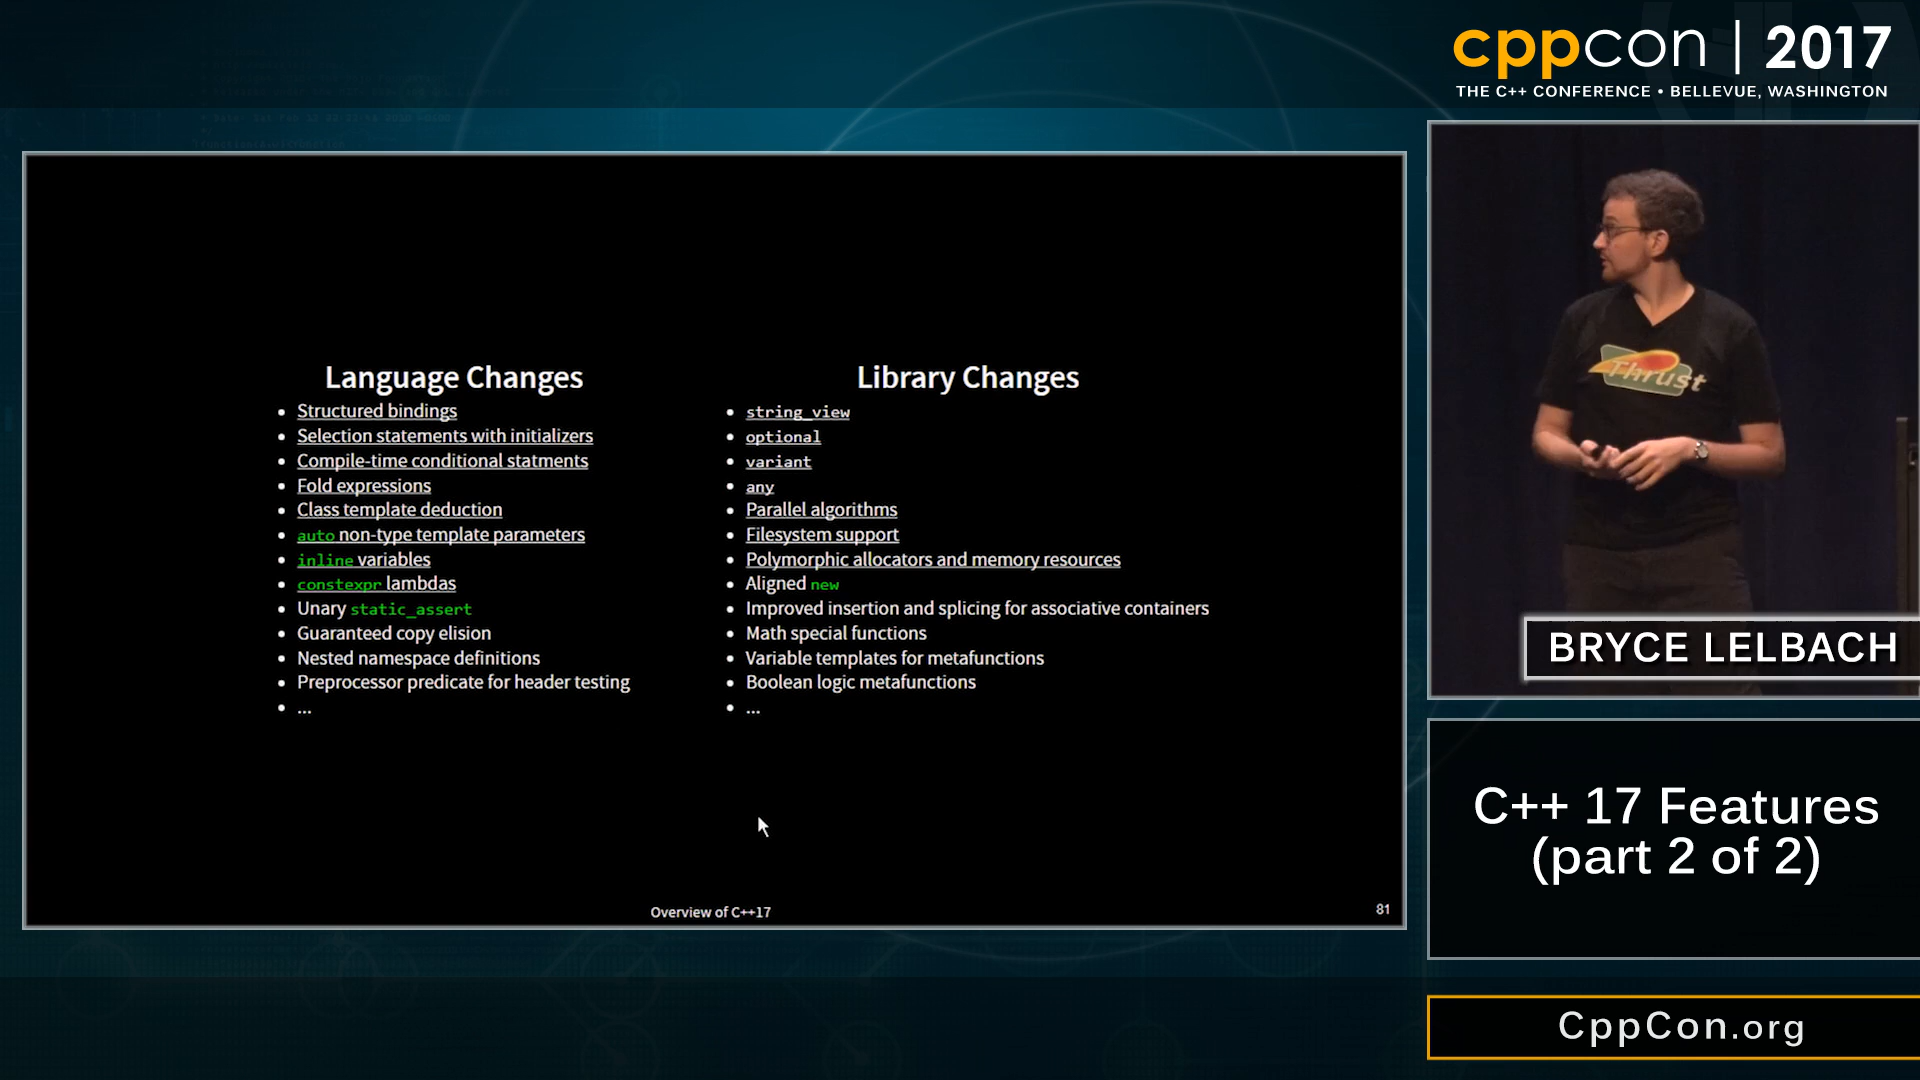 cppcon | 2017
THE C++ CONFERENCE • BELLEVUE, WASHINGTON
Language Changes
• Structured bindings
• Selection statements with initializers
• Compile-time conditional statments
• Fold expressions
• Class template deduction
• auto non-type template parameters
• inline variables
• constexpr lambdas
• Unary static_assert
• Guaranteed copy elision
• Nested namespace definitions
• Preprocessor predicate for header testing
• ...
Library Changes
• string_view
• optional
• variant
• any
• Parallel algorithms
• Filesystem support
• Polymorphic allocators and memory resources
• Aligned new
• Improved insertion and splicing for associative containers
• Math special functions
• Variable templates for metafunctions
• Boolean logic metafunctions
• ...
Overview of C++17
81
Thrust
BRYCE LELBACH
C++ 17 Features
(part 2 of 2)
CppCon.org